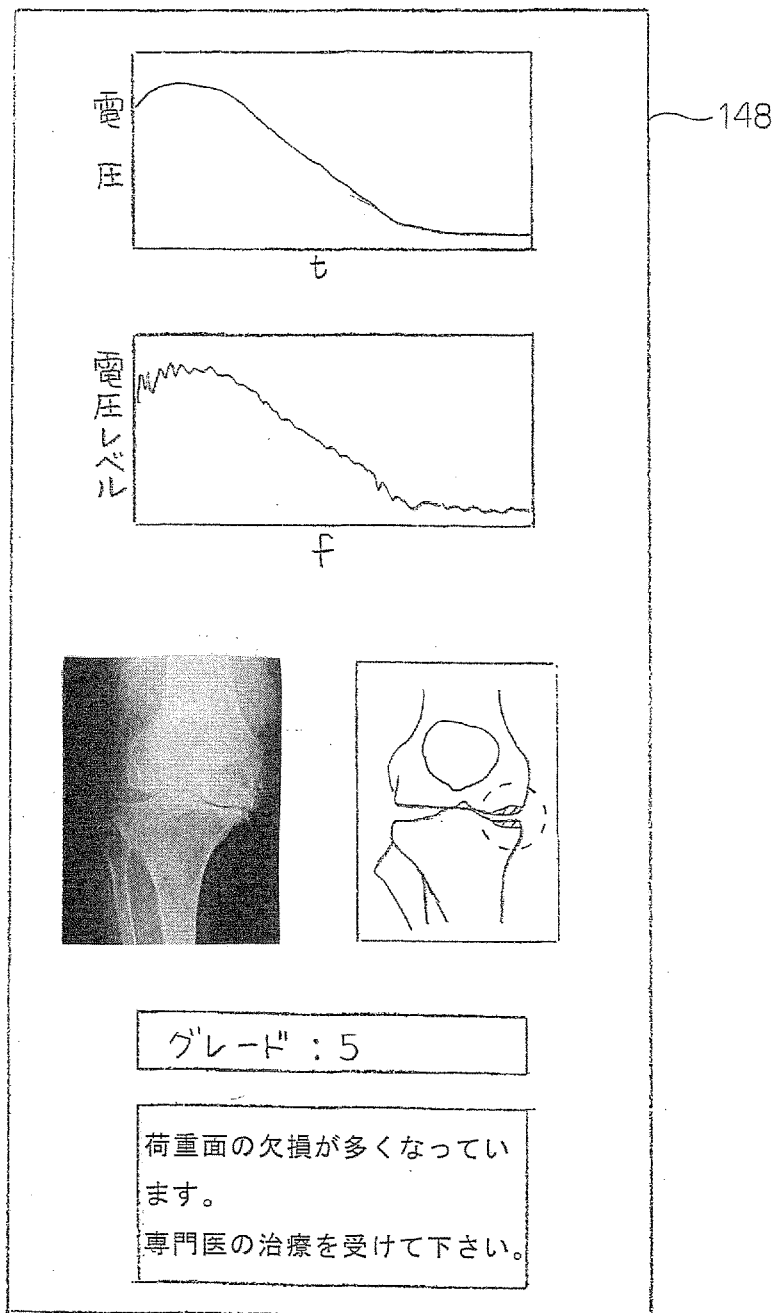 電圧
148
t
電圧レベル
f
グレード : 5
荷重面の欠損が多くなってい
ます。
専門医の治療を受けて下さい。